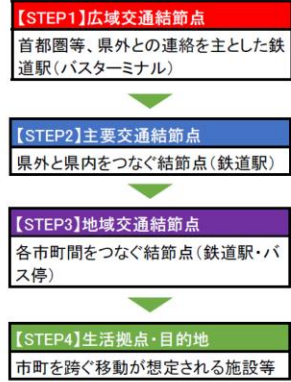 【STEP1】広域交通結節点
首都圏等、県外との連絡を主とした鉄
道駅(バスターミナル)
【STEP2】主要交通結節点
県外と県内をつなぐ結節点(鉄道駅)
【STEP3】地域交通結節点
各市町間をつなぐ結節点(鉄道駅・バ
ス停)
【STEP4】生活拠点・目的地
市町を跨ぐ移動が想定される施設等